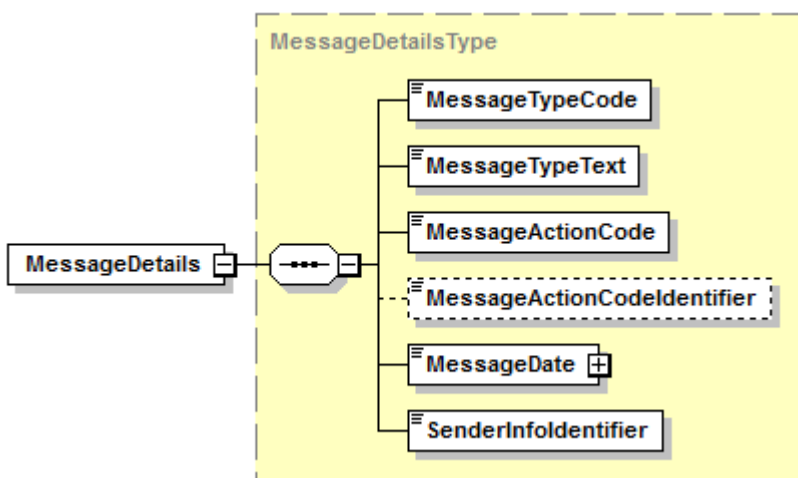 MessageDetailsType
MessageTypeCode
MessageTypeText
MessageActionCode
MessageDetails
MessageActionCodeIdentifier
MessageDate
SenderInfoIdentifier